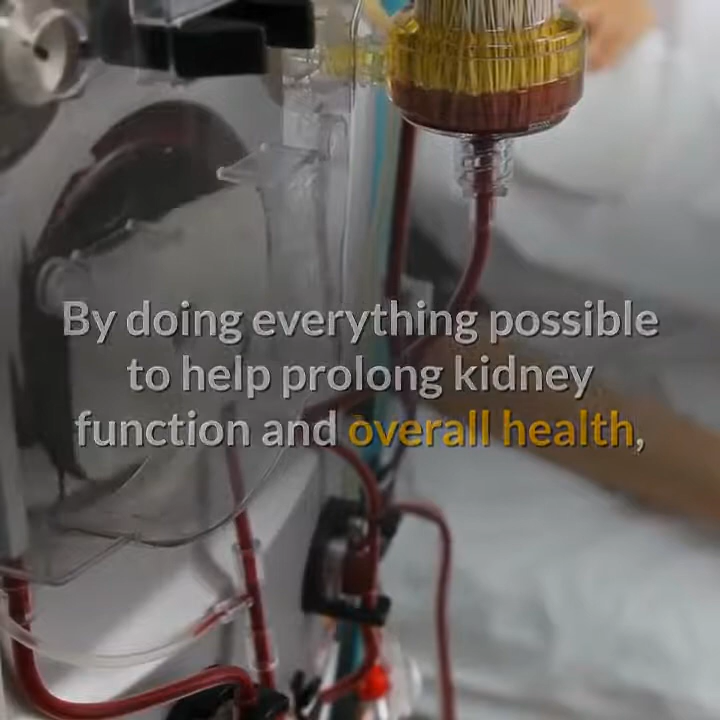 By doing everything possible
to help prolong kidney
function and overall health,